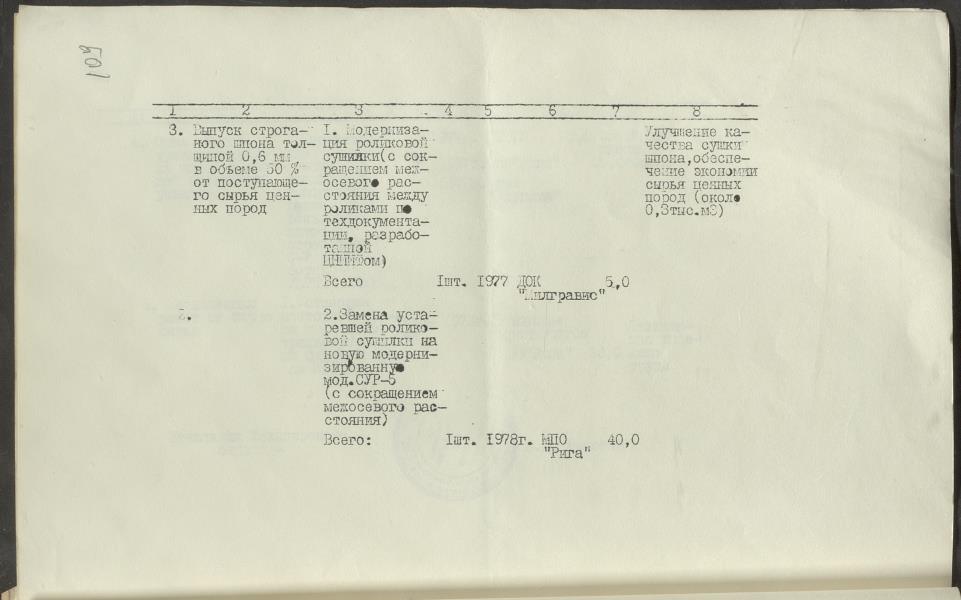 109
1 2 3 4 5 6 7 8
3. Выпуск строга-
ного шпона тол-
щиной 0,6 мм
в объеме 50 %
от поступающе-
го сырья цен-
ных пород
1. Модерниза-
ция роликовой
сушилки(с сок-
ращением меж-
осевого рас-
стояния между
роликами по
техдокумента-
ции, разрабо-
танной
ом)
Всего 1шт. 1977 ДОК 5,0
"Милгравис"
Улучшение ка-
чества сушки
шпона,обеспе-
чение экономии
сырья ценных
пород (около
0,3тыс.м3)
2.Замена уста-
ревшей ролико-
вой сушилки на
новую модерни-
зированную
мод.СУР-5
(с сокращением
межосевого рас-
стояния)
Всего: 1шт. 1978г. МПО 40,0
"Рига"